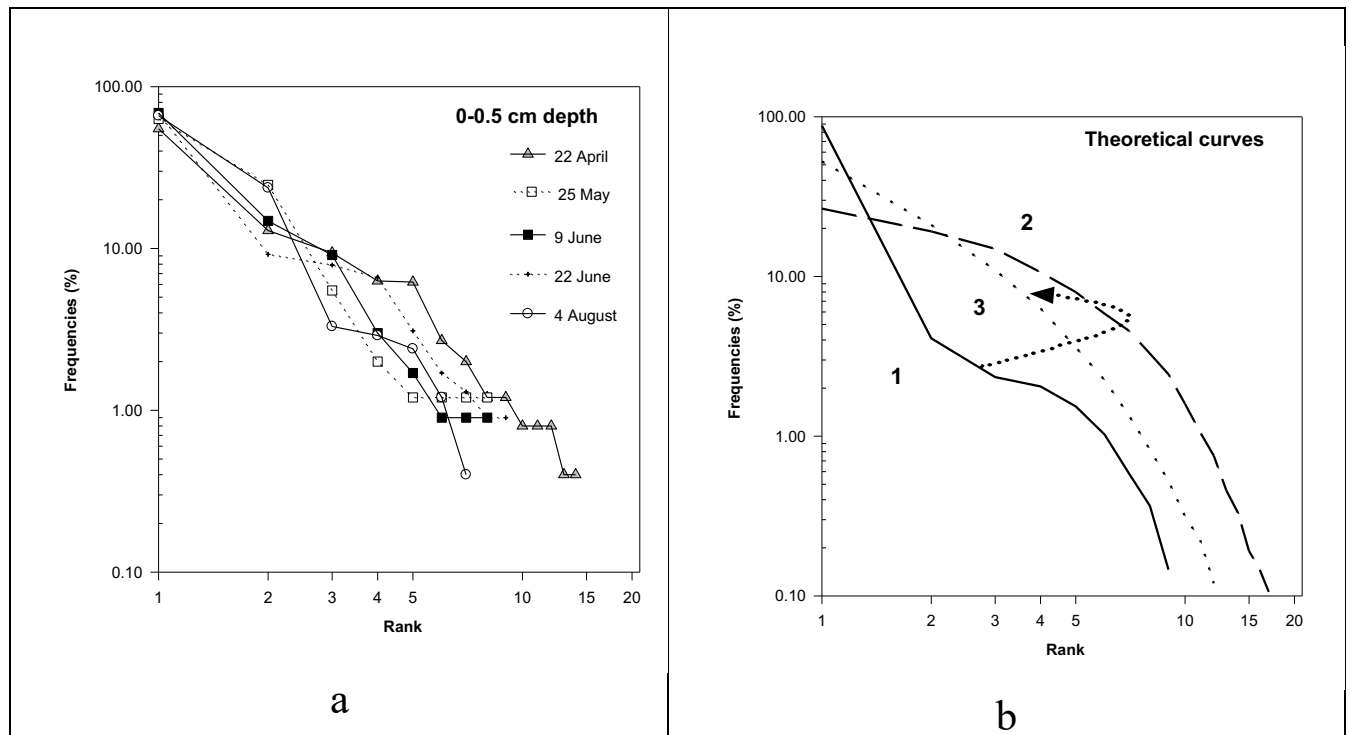 0-0.5 cm depth
22 April
25 May
9 June
22 June
4 August
100.00
10.00
1.00
0.10
Frequencies (%)
1 2 3 4 5 10 15 20
Rank
a
Theoretical curves
100.00
10.00
1.00
0.10
Frequencies (%)
1
2
3
1 2 3 4 5 10 15 20
Rank
b